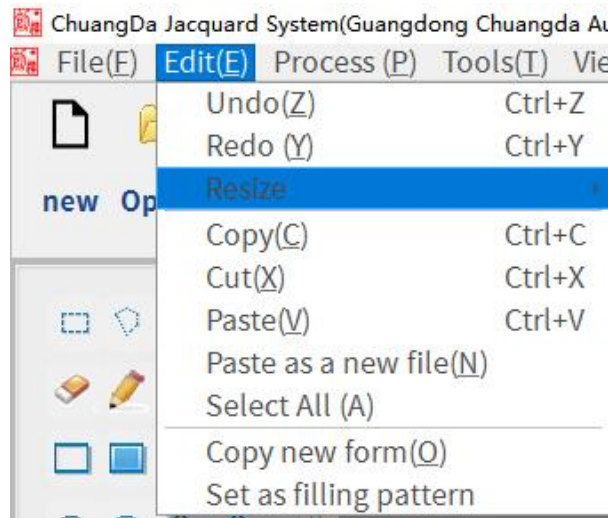 ChuangDa Jacquard System(Guangdong Chuangda Au
File(F) Edit(E) Process (P) Tools(T) Vie
Undo(Z) Ctrl+Z
Redo (Y) Ctrl+Y
new Op
Resize
Copy(C) Ctrl+C
Cut(X) Ctrl+X
Paste(V) Ctrl+V
Paste as a new file(N)
Select All (A)
Copy new form(O)
Set as filling pattern